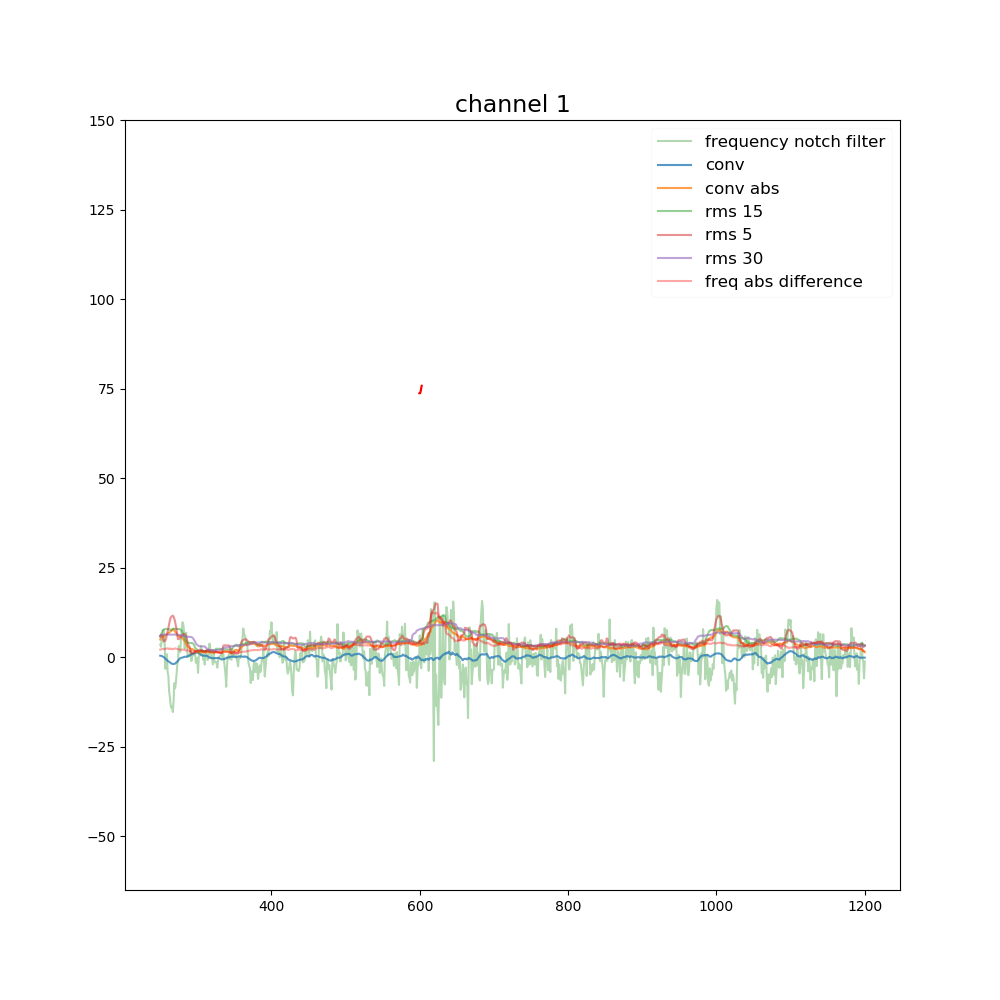 channel 1
150
125
100
75
50
25
0
−25
−50
frequency notch filter
conv
conv abs
rms 15
rms 5
rms 30
freq abs difference
400 600 800 1000 1200